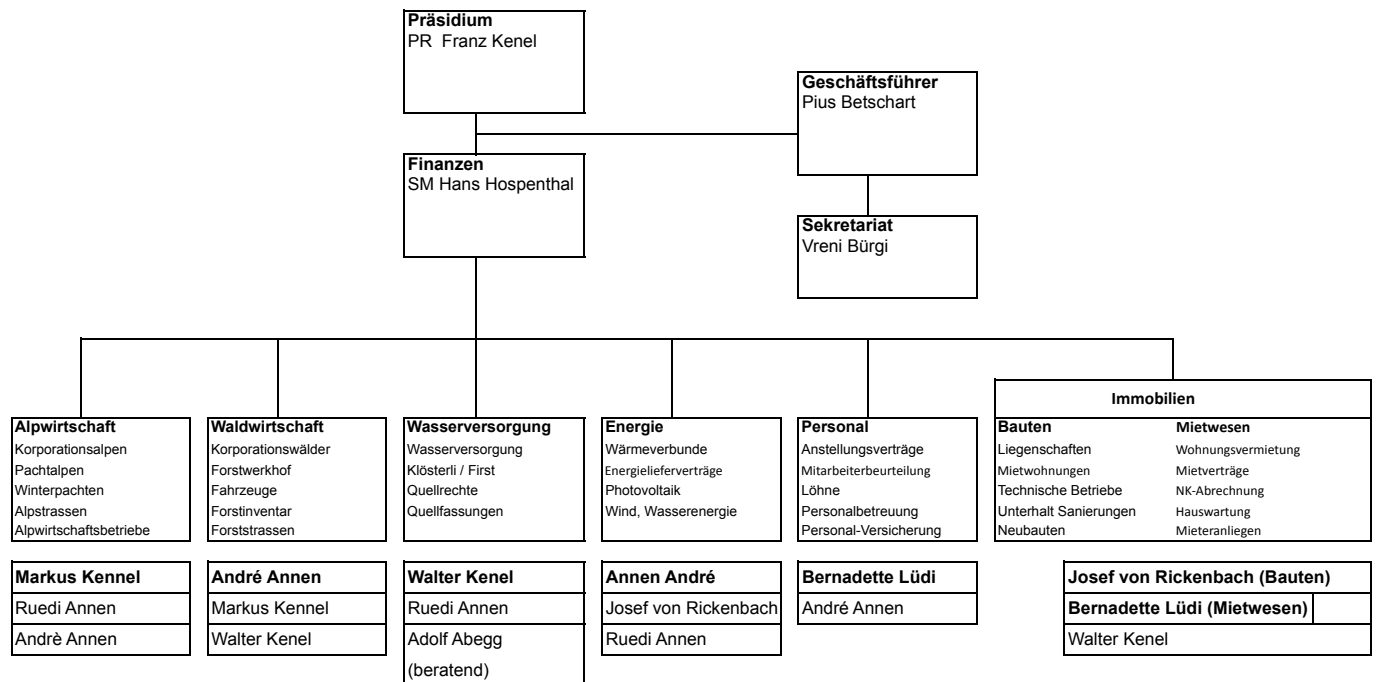 Präsidium
PR Franz Kenel
Geschäftsführer
Pius Betschart
Finanzen
SM Hans Hospenthal
Sekretariat
Vreni Bürgi
Alpwirtschaft
Korporationsalpen
Pachtalpen
Winterpachten
Alpstrassen
Alpwirtschaftsbetriebe
Waldwirtschaft
Korporationswälder
Forstwerkhof
Fahrzeuge
Forstinventar
Forststrassen
Wasserversorgung
Wasserversorgung
Klösterli / First
Quellrechte
Quellfassungen
Energie
Wärmeverbunde
Energielieferverträge
Photovoltaik
Wind, Wasserenergie
Personal
Anstellungsverträge
Mitarbeiterbeurteilung
Löhne
Personalbetreuung
Personal-Versicherung
Immobilien
Bauten
Liegenschaften
Mietwohnungen
Technische Betriebe
Unterhalt Sanierungen
Neubauten
Mietwesen
Wohnungsvermietung
Mietverträge
NK-Abrechnung
Hauswartung
Mieteranliegen
Markus Kennel
Ruedi Annen
Andrè Annen
André Annen
Markus Kennel
Walter Kenel
Walter Kenel
Ruedi Annen
Adolf Abegg
(beratend)
Annen André
Josef von Rickenbach
Ruedi Annen
Bernadette Lüdi
André Annen
Josef von Rickenbach (Bauten)
Bernadette Lüdi (Mietwesen)
Walter Kenel